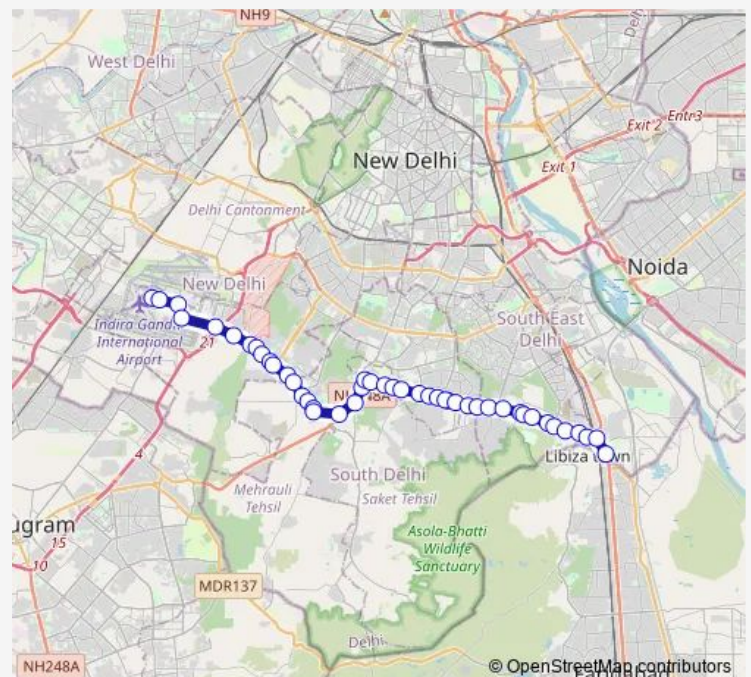 NH9
West Delhi
Entr3
Exit 2
New Delhi
Exit 1
Delhi Cantonment
Noida
New Delhi
Indira Gandhi
International
Airport
21
South East
Delhi
4
Libiza town
South Delhi
Mehrauli
Tehsil
Saket Tehsil
ugram
15
10
Asola-Bhatti
Wildlife
Sanctuary
MDR137
Delhi
NH248A
© OpenStreetMap contributors